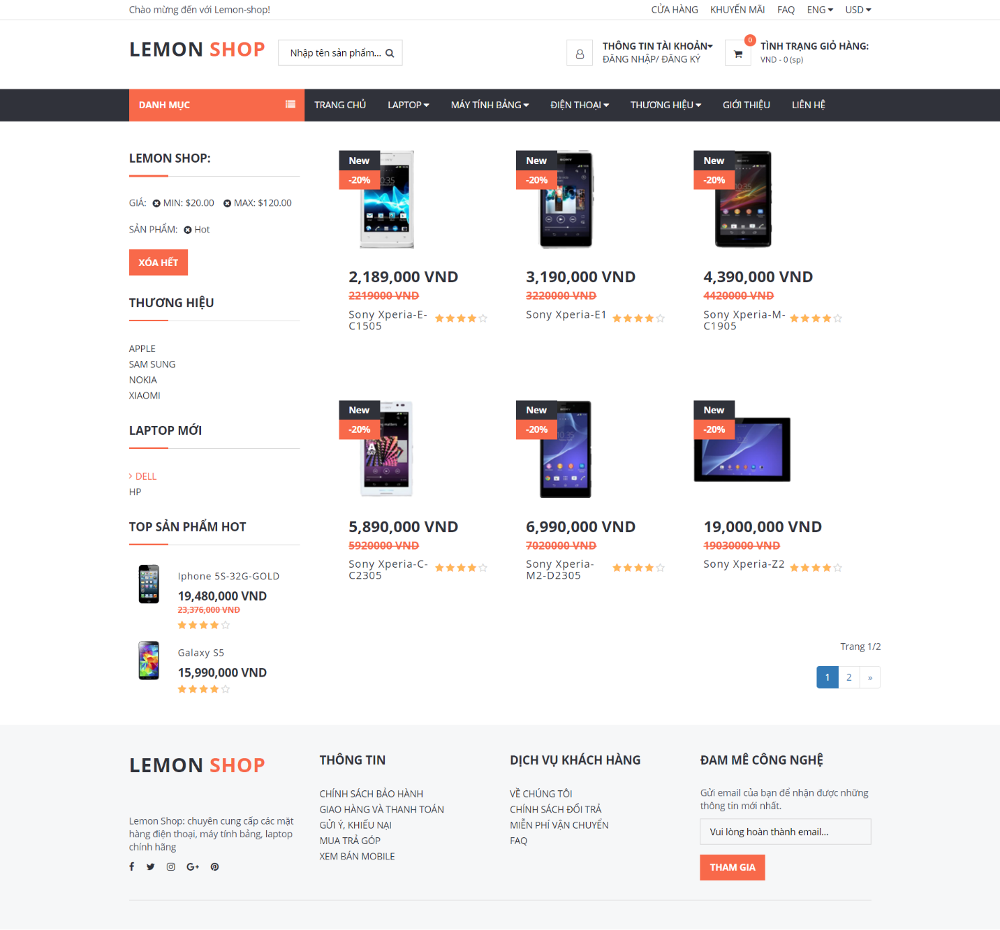 Chào mừng đến với Lemon-shop!
CỬA HÀNG KHUYẾN MÃI FAQ ENG USD
LEMON SHOP
Nhập tên sản phẩm...
THÔNG TIN TÀI KHOẢN
ĐĂNG NHẬP/ ĐĂNG KÝ
0
TÌNH TRẠNG GIỎ HÀNG:
VND - 0 (sp)
DANH MỤC
TRANG CHỦ LAPTOP MÁY TÍNH BẢNG ĐIỆN THOẠI THƯƠNG HIỆU GIỚI THIỆU LIÊN HỆ
LEMON SHOP:
GIÁ: MIN: $20.00 MAX: $120.00
SẢN PHẨM: Hot
XÓA HẾT
THƯƠNG HIỆU
APPLE
SAM SUNG
NOKIA
XIAOMI
LAPTOP MỚI
DELL
HP
TOP SẢN PHẨM HOT
Iphone 5S-32G-GOLD
19,480,000 VND
23,376,000 VND
Galaxy S5
15,990,000 VND
New
-20%
2,189,000 VND
2219000 VND
Sony Xperia-E-
C1505
New
-20%
3,190,000 VND
3220000 VND
Sony Xperia-E1
New
-20%
4,390,000 VND
4420000 VND
Sony Xperia-M-
C1905
New
-20%
5,890,000 VND
5920000 VND
Sony Xperia-C-
C2305
New
-20%
6,990,000 VND
7020000 VND
Sony Xperia-
M2-D2305
New
-20%
19,000,000 VND
19030000 VND
Sony Xperia-Z2
Trang 1/2
1 2 »
LEMON SHOP
Lemon Shop: chuyên cung cấp các mặt
hàng điện thoại, máy tính bảng, laptop
chính hãng
THÔNG TIN
CHÍNH SÁCH BẢO HÀNH
GIAO HÀNG VÀ THANH TOÁN
GỬI Ý, KHIẾU NẠI
MUA TRẢ GÓP
XEM BÁN MOBILE
DỊCH VỤ KHÁCH HÀNG
VỀ CHÚNG TÔI
CHÍNH SÁCH ĐỔI TRẢ
MIỄN PHÍ VẬN CHUYỂN
FAQ
ĐAM MÊ CÔNG NGHỆ
Gửi email của bạn để nhận được những
thông tin mới nhất.
Vui lòng hoàn thành email...
THAM GIA